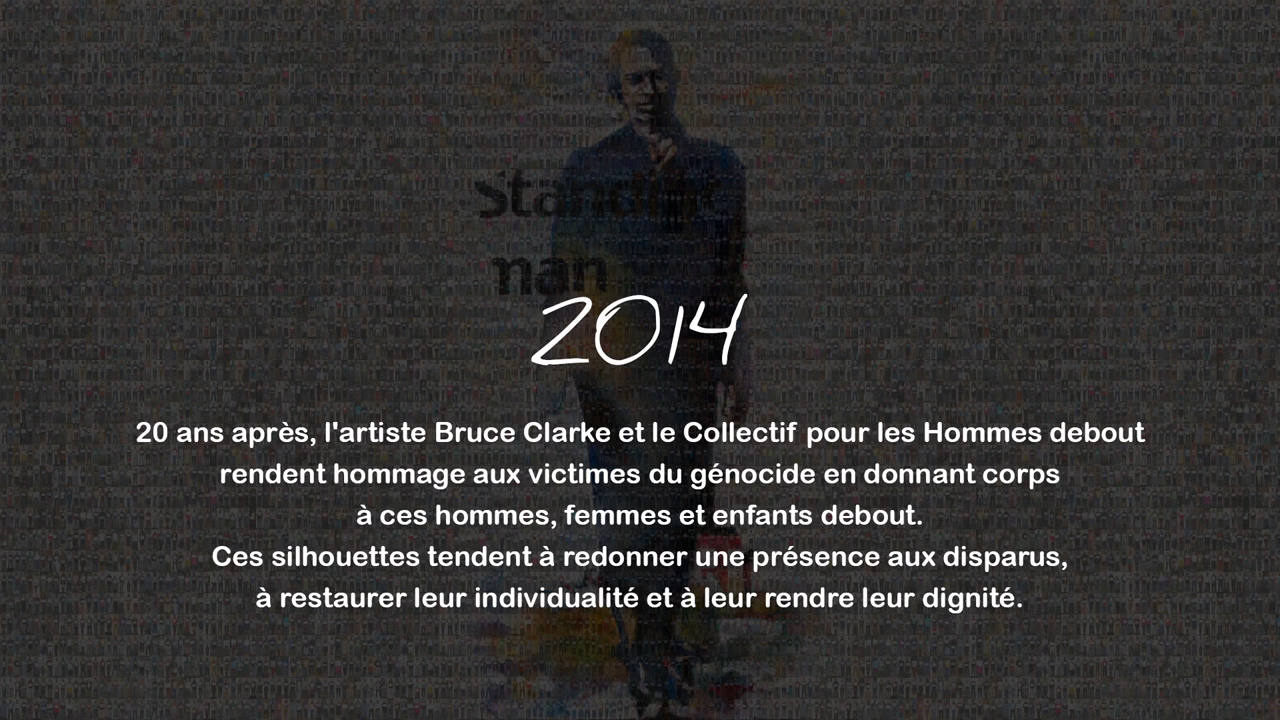 Standing
man
2014
20 ans après, l'artiste Bruce Clarke et le Collectif pour les Hommes debout
rendent hommage aux victimes du génocide en donnant corps
à ces hommes, femmes et enfants debout.
Ces silhouettes tendent à redonner une présence aux disparus,
à restaurer leur individualité et à leur rendre leur dignité.